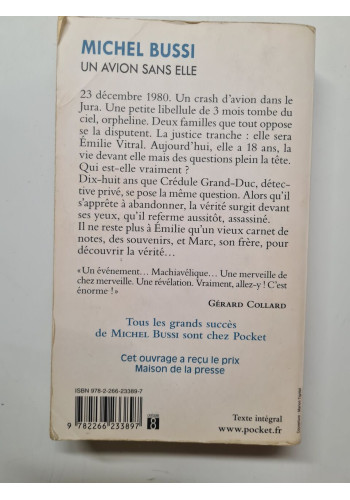 MICHEL BUSSI
UN AVION SANS ELLE
23 décembre 1980. Un crash d'avion dans le
Jura. Une petite libellule de 3 mois tombe du
ciel, orpheline. Deux familles que tout oppose
se la disputent. La justice tranche : elle sera
Émilie Vitral. Aujourd'hui, elle a 18 ans, la
vie devant elle mais des questions plein la tête.
Qui est-elle vraiment ?
Dix-huit ans que Crédule Grand-Duc, détec-
tive privé, se pose la même question. Alors qu'il
s'apprête à abandonner, la vérité surgit devant
ses yeux, qu'il referme aussitôt, assassiné.
Il ne reste plus à Émilie qu'un vieux carnet de
notes, des souvenirs, et Marc, son frère, pour
découvrir la vérité…
« Un événement… Machiavélique… Une merveille de
chez merveille. Une révélation. Vraiment, allez-y ! C'est
énorme ! »
GÉRARD COLLARD
Tous les grands succès
de MICHEL BUSSI sont chez Pocket
Cet ouvrage a reçu le prix
Maison de la presse
ISBN 978-2-266-23389-7
9 782266 233897
8
Texte intégral
www.pocket.fr